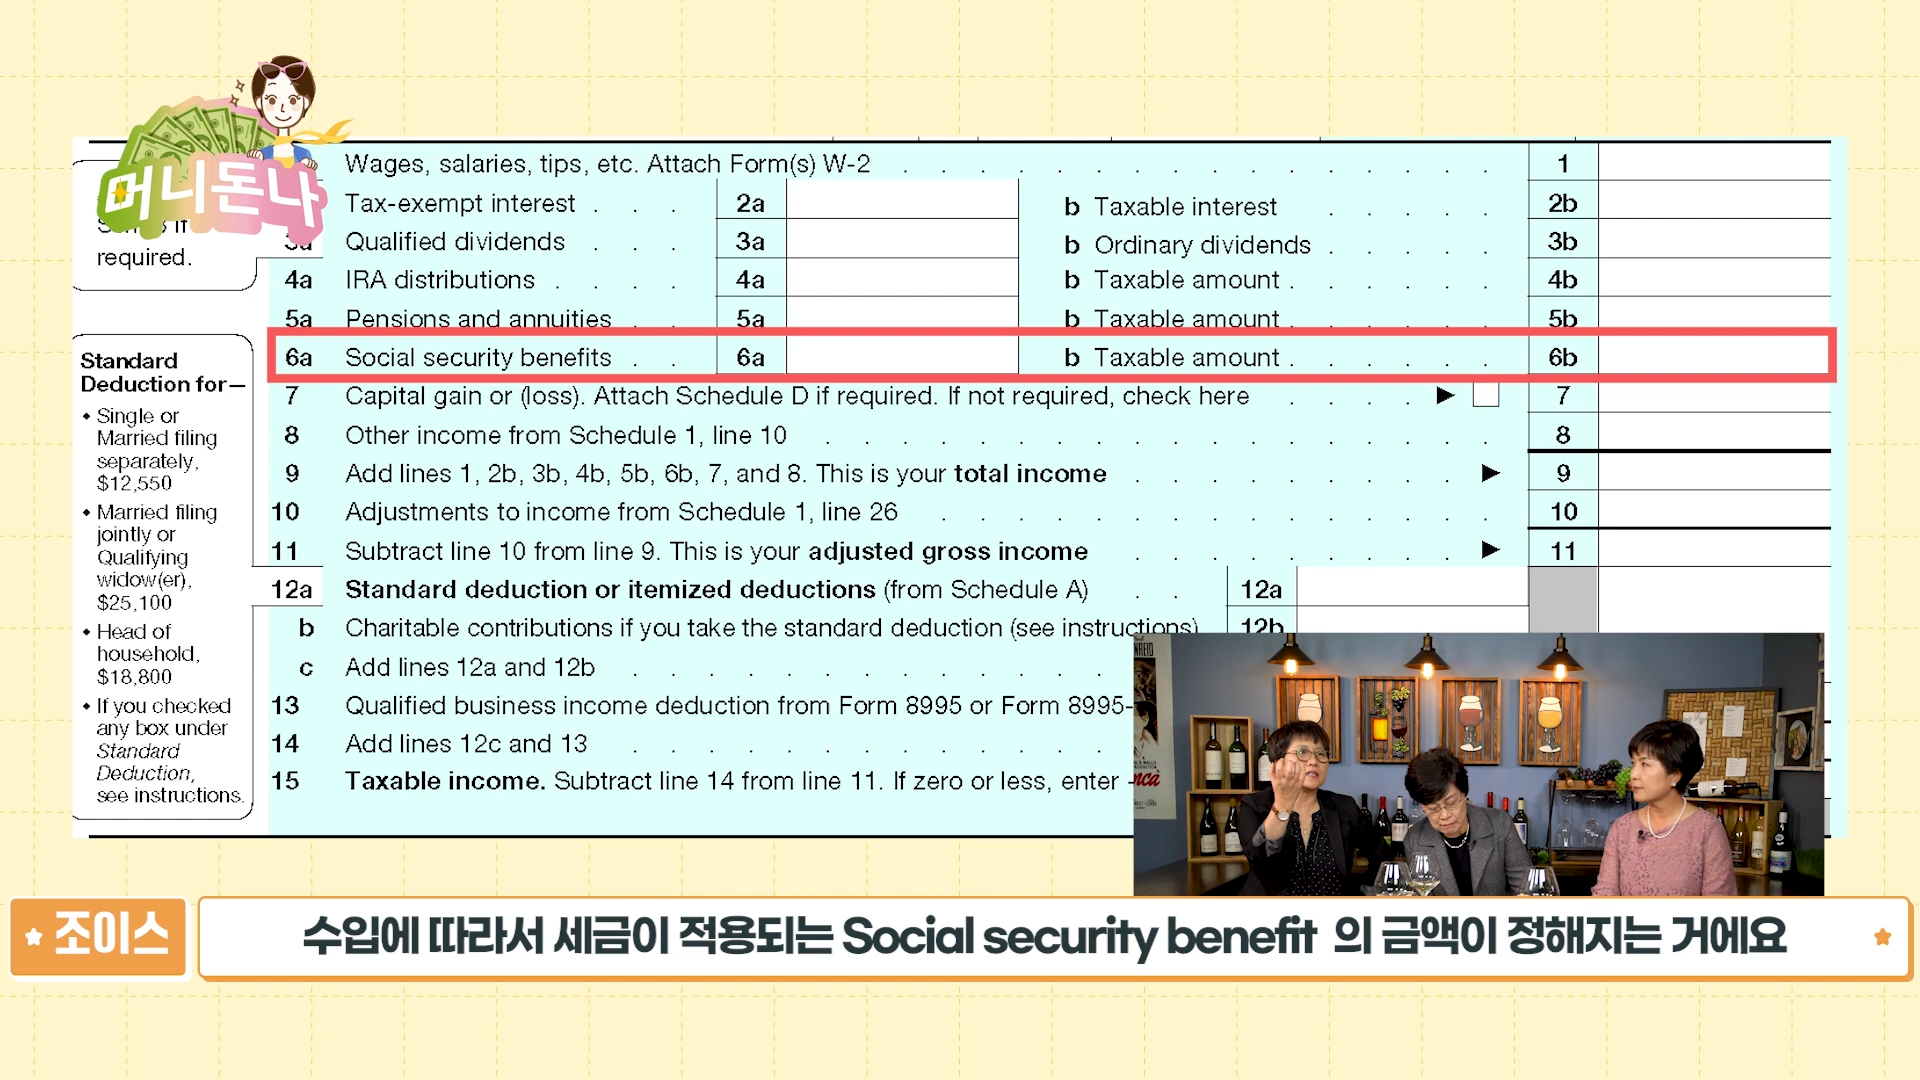 머니돈나
Wages, salaries, tips, etc. Attach Form(s) W-2 . . . . . . . . . . . . . . . . 1
Tax-exempt interest . . . 2a b Taxable interest . . . . . 2b
required.
3a Qualified dividends . . . 3a b Ordinary dividends . . . . . 3b
4a IRA distributions . . . . 4a b Taxable amount . . . . . . 4b
5a Pensions and annuities . . 5a b Taxable amount . . . . . . 5b
6a Social security benefits . . 6a b Taxable amount . . . . . . 6b
7 Capital gain or (loss). Attach Schedule D if required. If not required, check here . . . . ▶ 7
8 Other income from Schedule 1, line 10 . . . . . . . . . . . . . . . . . . 8
9 Add lines 1, 2b, 3b, 4b, 5b, 6b, 7, and 8. This is your total income . . . . . . . . . ▶ 9
10 Adjustments to income from Schedule 1, line 26 . . . . . . . . . . . . . . . 10
11 Subtract line 10 from line 9. This is your adjusted gross income . . . . . . . . . ▶ 11
12a Standard deduction or itemized deductions (from Schedule A) . . 12a
b Charitable contributions if you take the standard deduction (see instructions) 12b
c Add lines 12a and 12b . . . . . . . . . . . . .
13 Qualified business income deduction from Form 8995 or Form 8995-
14 Add lines 12c and 13 . . . . . . . . . . . . .
15 Taxable income. Subtract line 14 from line 11. If zero or less, enter -
Standard
Deduction for—
• Single or
Married filing
separately,
$12,550
• Married filing
jointly or
Qualifying
widow(er),
$25,100
• Head of
household,
$18,800
• If you checked
any box under
Standard
Deduction,
see instructions.
조이스
수입에 따라서 세금이 적용되는 Social security benefit 의 금액이 정해지는 거에요